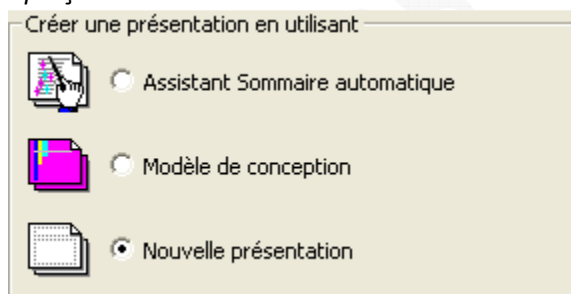 Créer une présentation en utilisant
Assistant Sommaire automatique
Modèle de conception
Nouvelle présentation